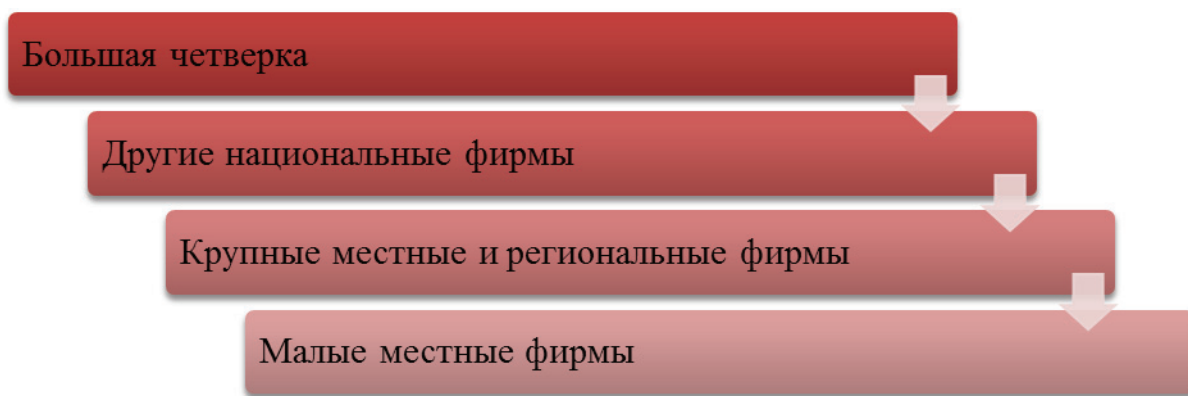 Большая четверка
Другие национальные фирмы
Крупные местные и региональные фирмы
Малые местные фирмы